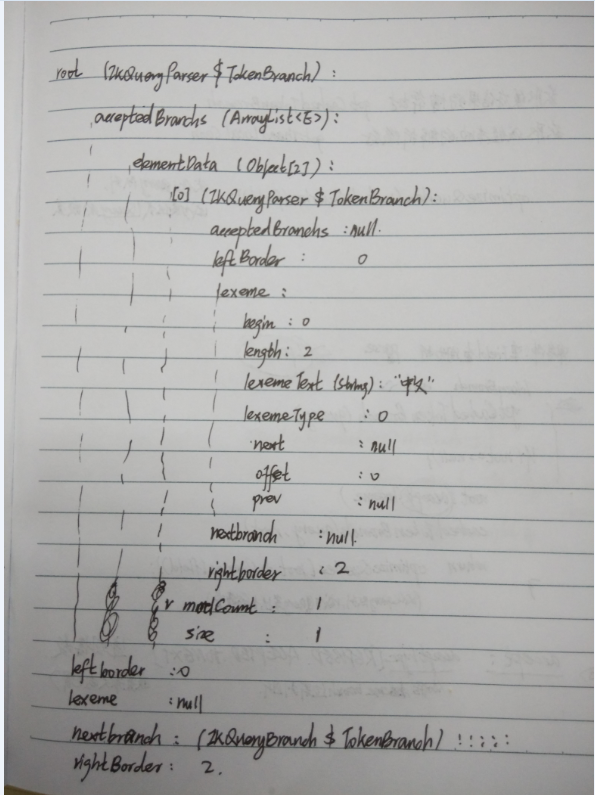 root (IKQueryParser $ TokenBranch) :
acceptedBranchs (ArrayList<E>) :
elementData (Object[2]) :
[0] (IKQueryParser $ TokenBranch) :
acceptedBranchs : null.
leftBorder : 0
lexeme :
begin : 0
length : 2
lexemeText (String) : "中文"
lexemeType : 0
next : null
offset : 0
prev : null
nextbranch : null.
rightborder : 2
modCount : 1
size : 1
leftborder : 0
lexeme : null
nextbranch : (IKQueryBranch $ TokenBranch) !!:::
rightBorder : 2.